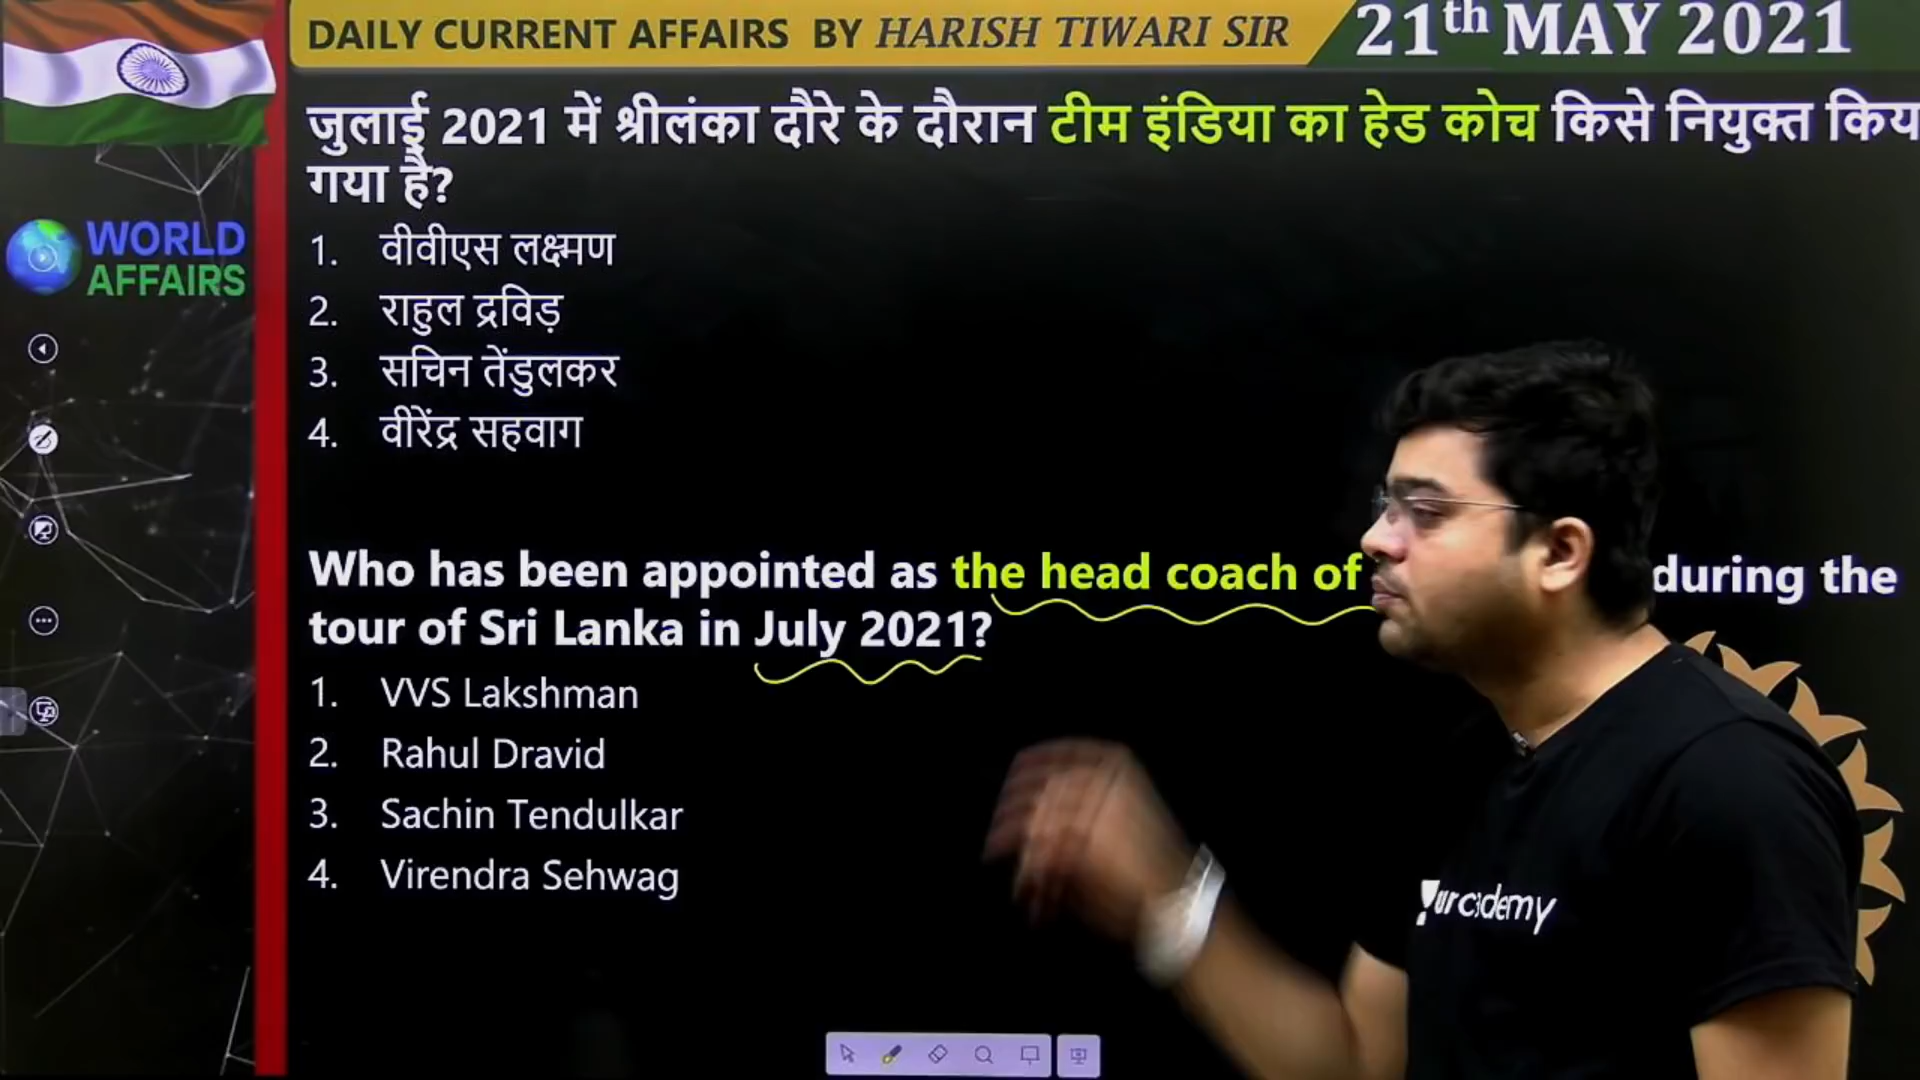 DAILY CURRENT AFFAIRS BY HARISH TIWARI SIR
21th MAY 2021
जुलाई 2021 में श्रीलंका दौरे के दौरान टीम इंडिया का हेड कोच किसे नियुक्त किय
गया है?
WORLD
AFFAIRS
1. वीवीएस लक्ष्मण
2. राहुल द्रविड़
3. सचिन तेंडुलकर
4. वीरेंद्र सहवाग
Who has been appointed as the head coach of during the
tour of Sri Lanka in July 2021?
1. VVS Lakshman
2. Rahul Dravid
3. Sachin Tendulkar
4. Virendra Sehwag